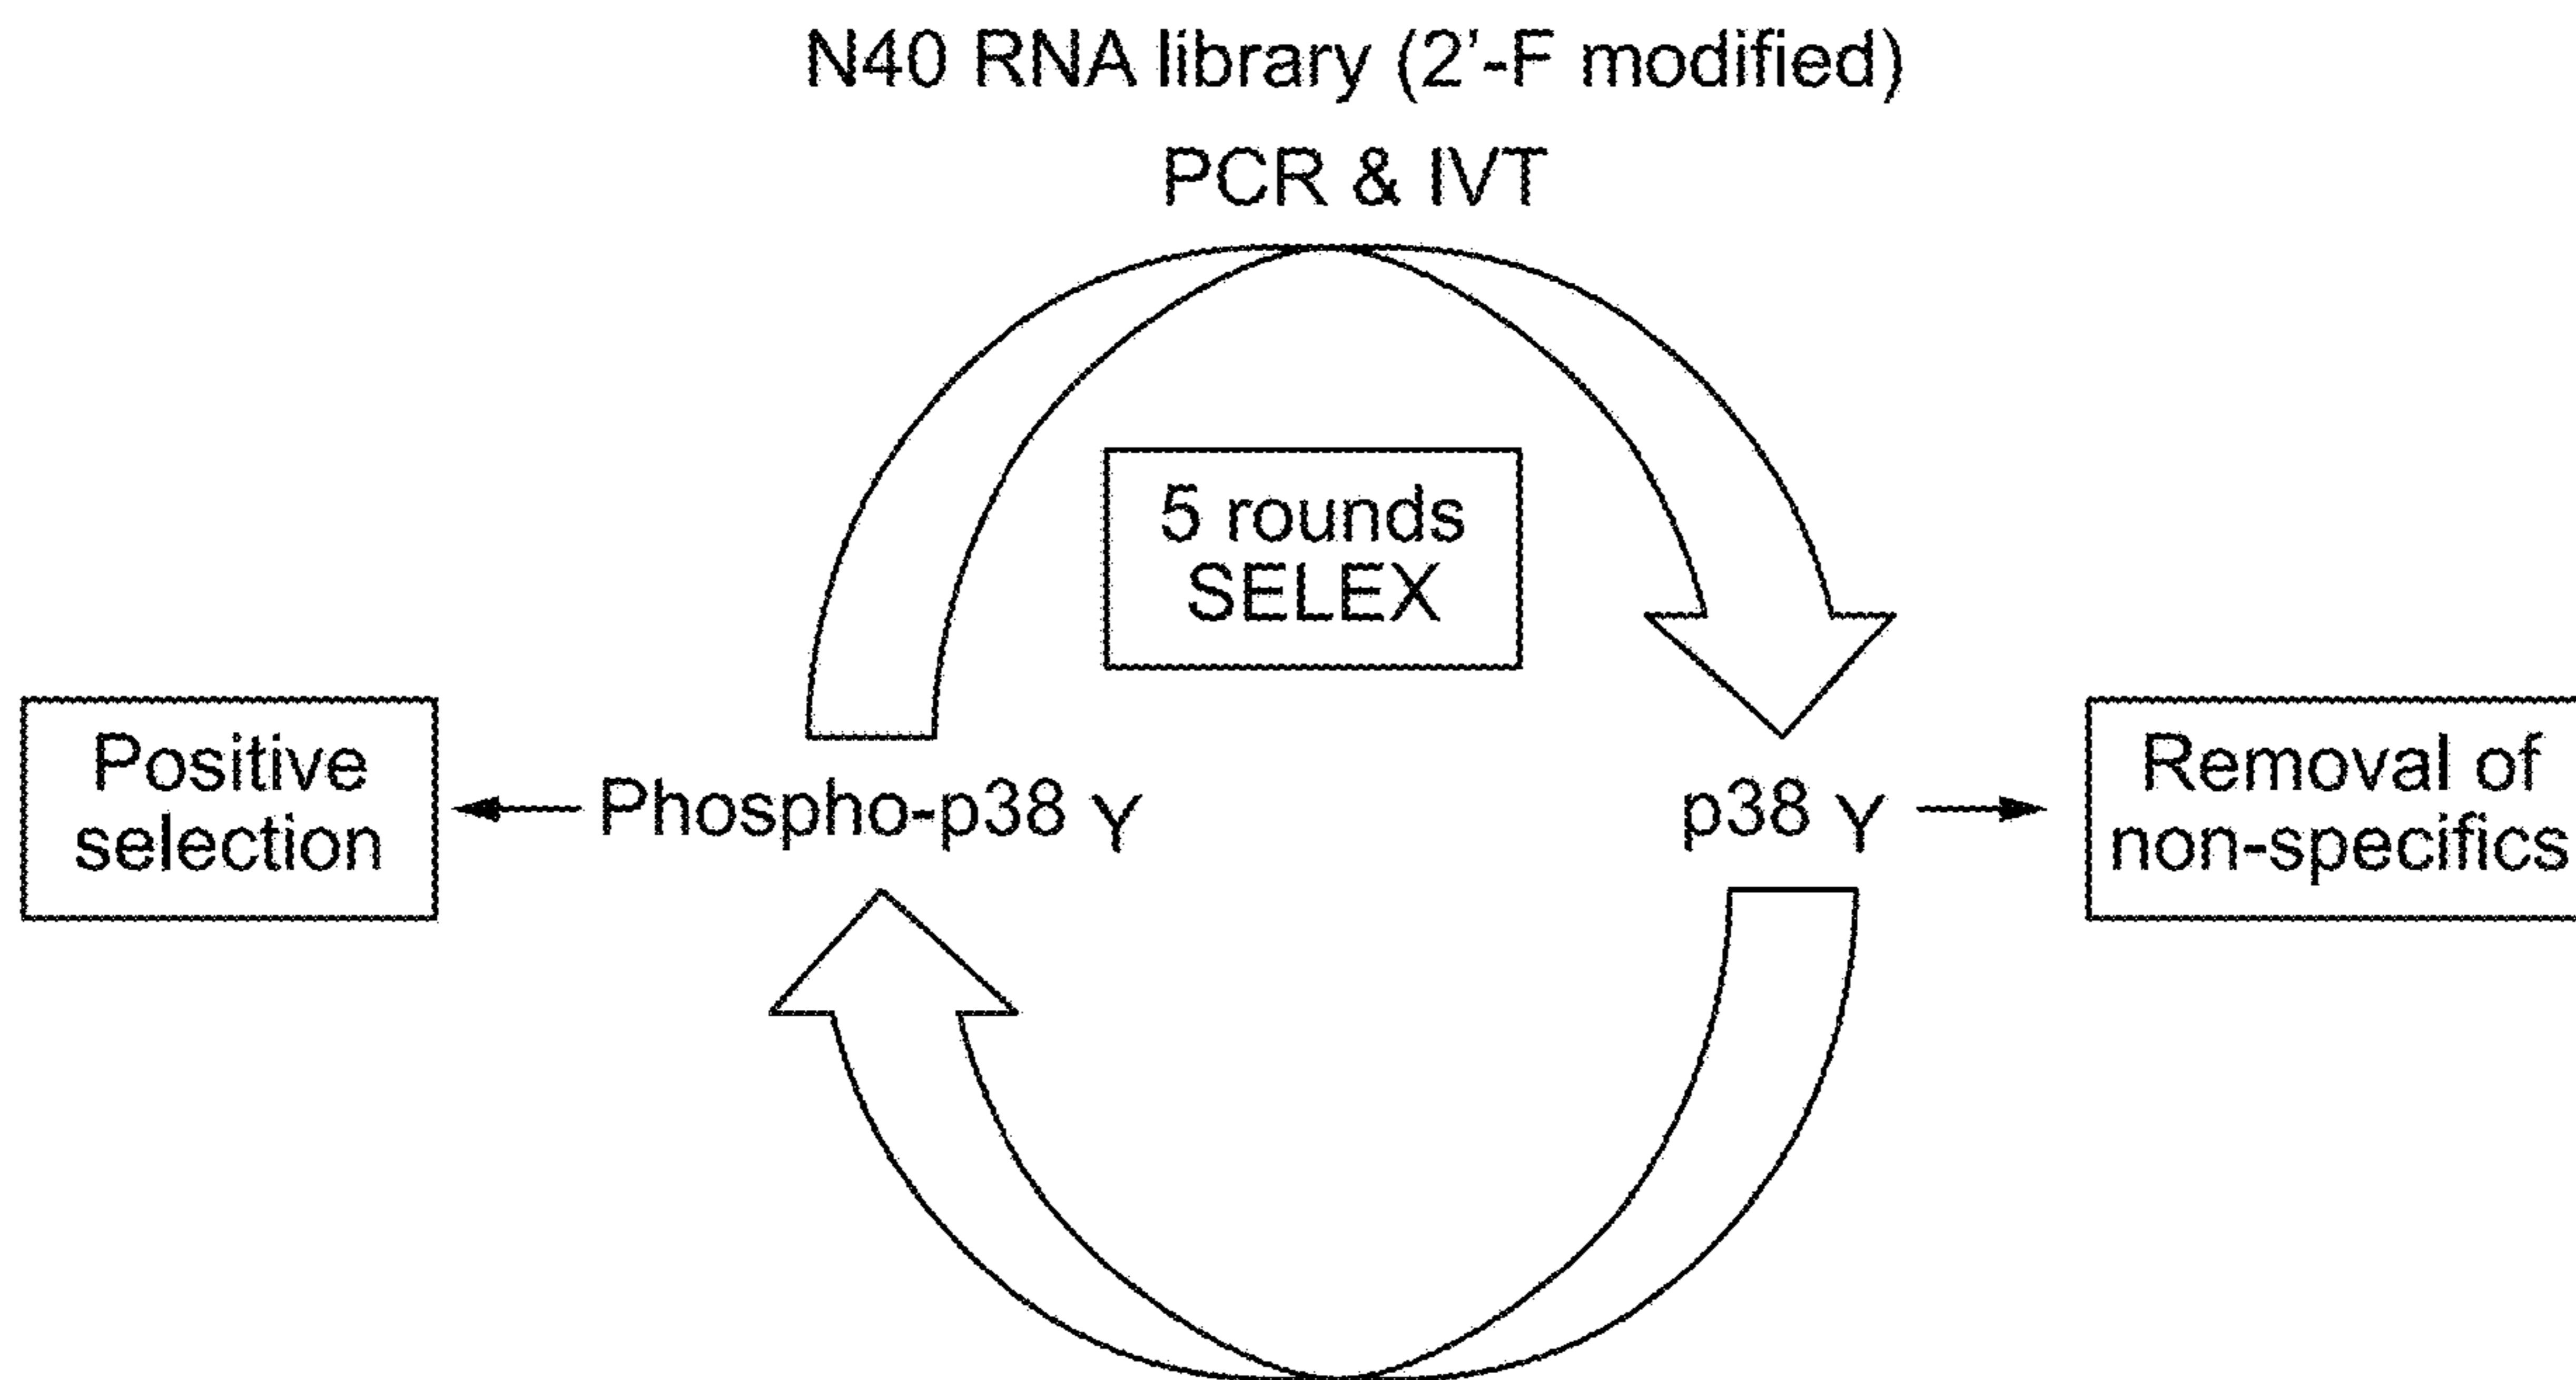 N40 RNA library (2'-F modified)
PCR & IVT
5 rounds
SELEX
Positive
selection
Phospho-p38 γ
p38 γ
Removal of
non-specifics